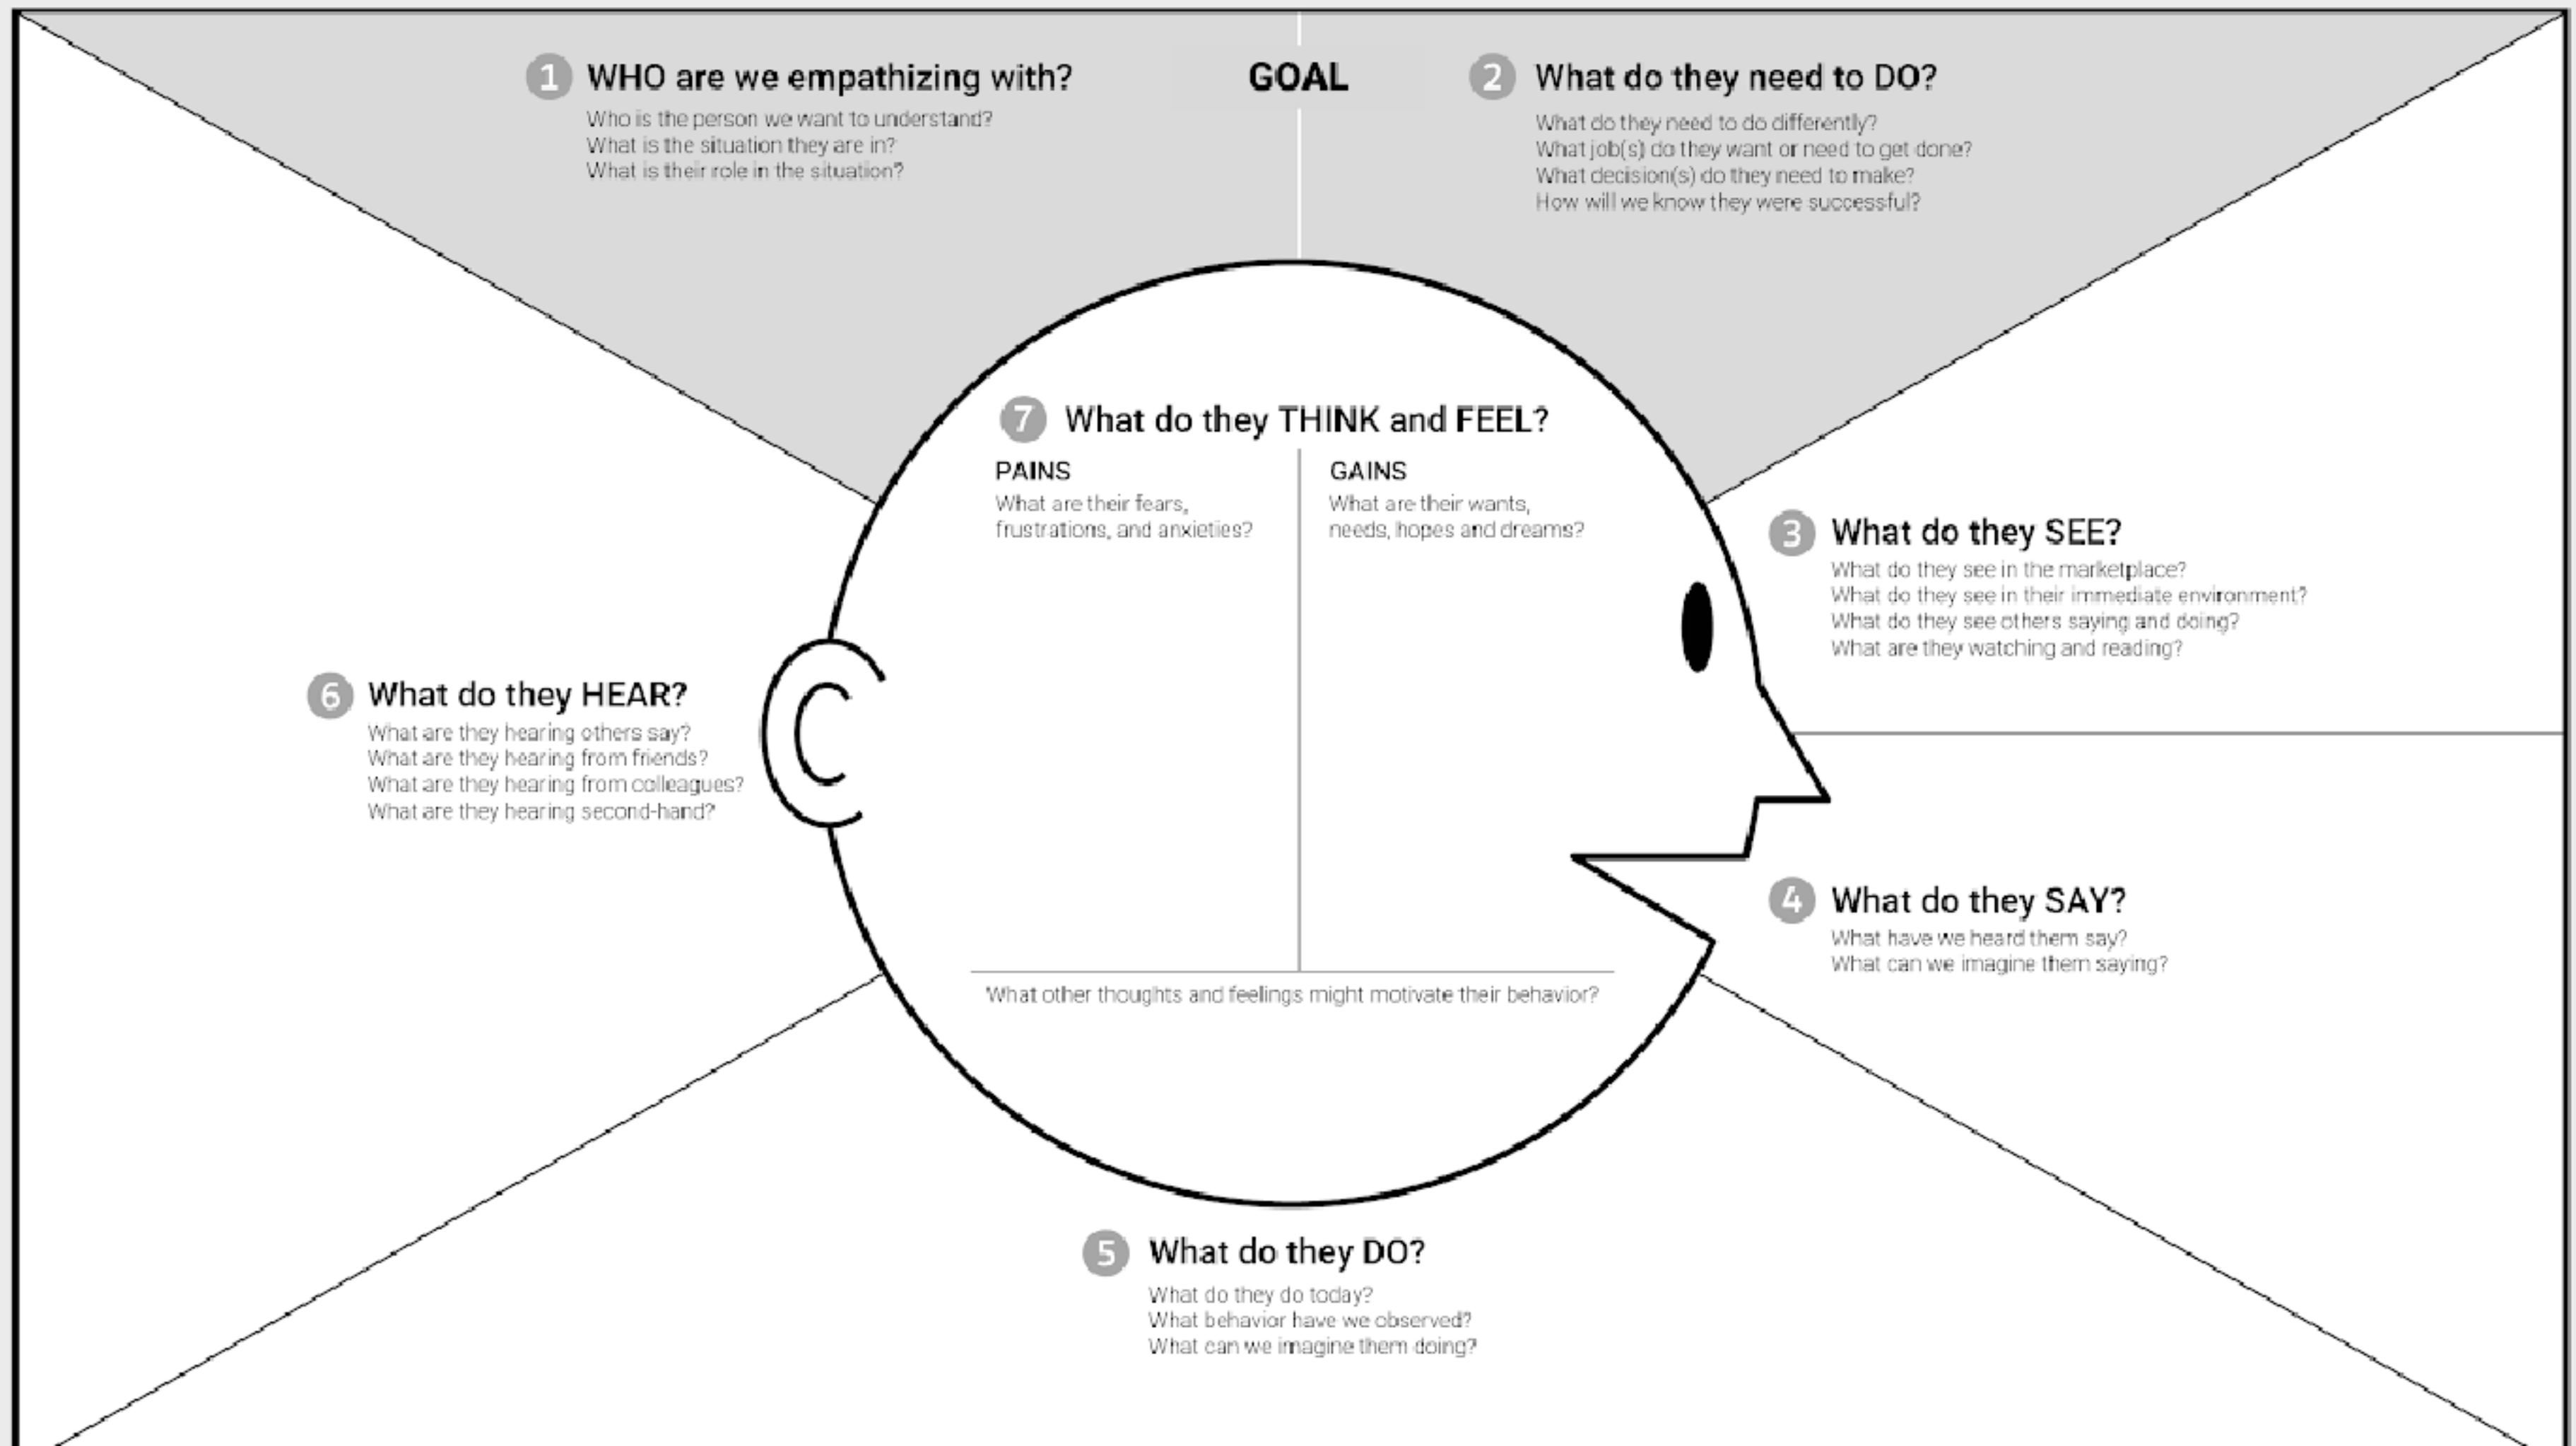 1 WHO are we empathizing with?
Who is the person we want to understand?
What is the situation they are in?
What is their role in the situation?
GOAL
2 What do they need to DO?
What do they need to do differently?
What job(s) do they want or need to get done?
What decision(s) do they need to make?
How will we know they were successful?
3 What do they SEE?
What do they see in the marketplace?
What do they see in their immediate environment?
What do they see others saying and doing?
What are they watching and reading?
4 What do they SAY?
What have we heard them say?
What can we imagine them saying?
5 What do they DO?
What do they do today?
What behavior have we observed?
What can we imagine them doing?
6 What do they HEAR?
What are they hearing others say?
What are they hearing from friends?
What are they hearing from colleagues?
What are they hearing second-hand?
7 What do they THINK and FEEL?
PAINS
What are their fears,
frustrations, and anxieties?
GAINS
What are their wants,
needs, hopes and dreams?
What other thoughts and feelings might motivate their behavior?